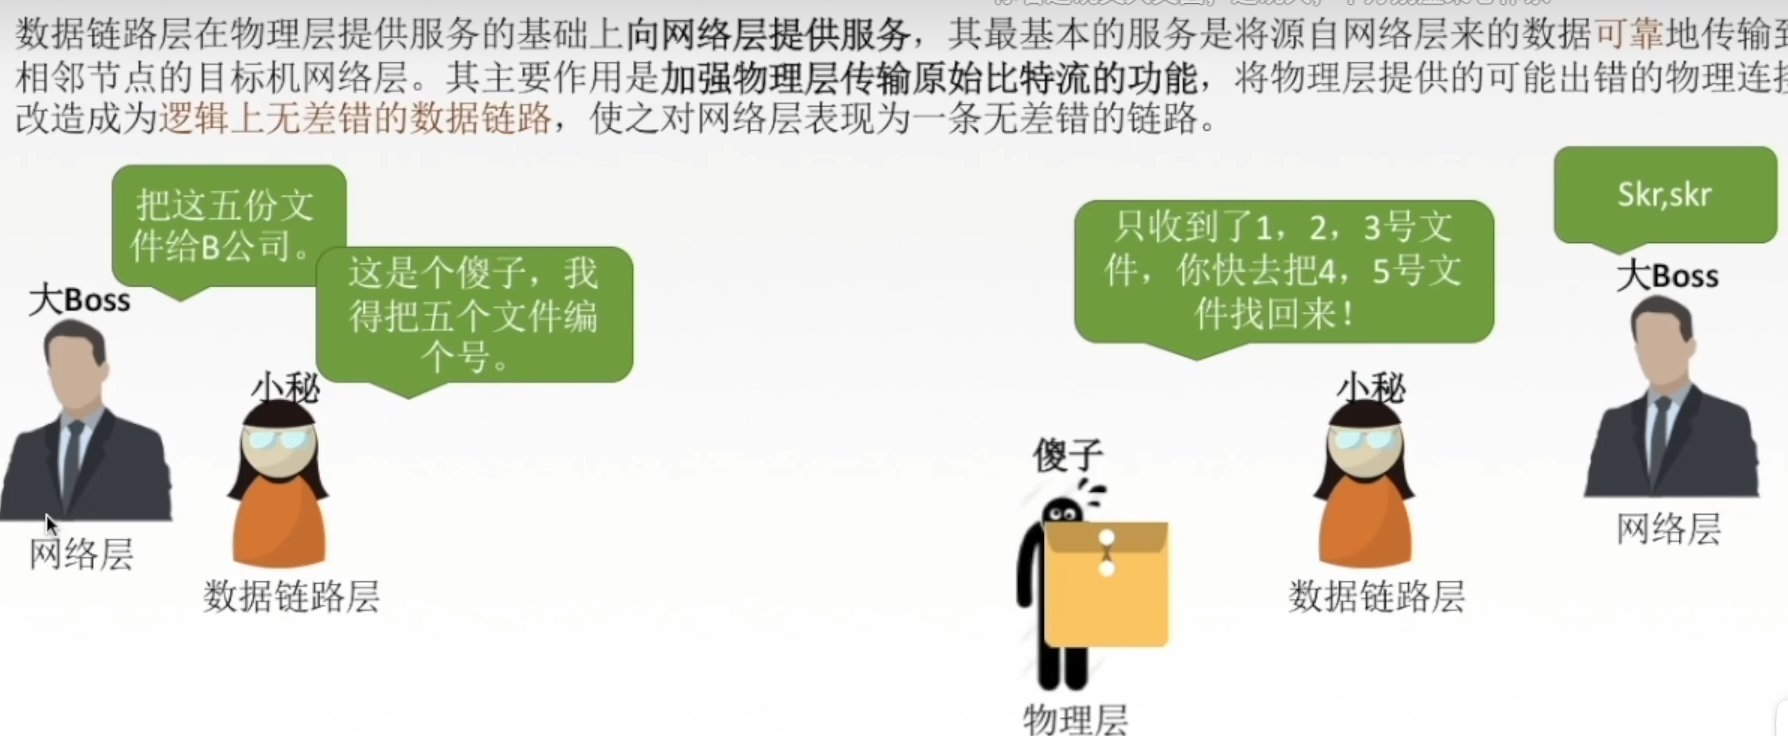 数据链路层在物理层提供服务的基础上向网络层提供服务，其最基本的服务是将源自网络层来的数据可靠地传输到
相邻节点的目标机网络层。其主要作用是加强物理层传输原始比特流的功能，将物理层提供的可能出错的物理连接
改造成为逻辑上无差错的数据链路，使之对网络层表现为一条无差错的链路。
把这五份文
件给B公司。
大Boss
这是个傻子，我
得把五个文件编
个号。
小秘
网络层
数据链路层
只收到了1，2，3号文
件，你快去把4，5号文
件找回来！
Skr,skr
大Boss
小秘
傻子
网络层
数据链路层
物理层